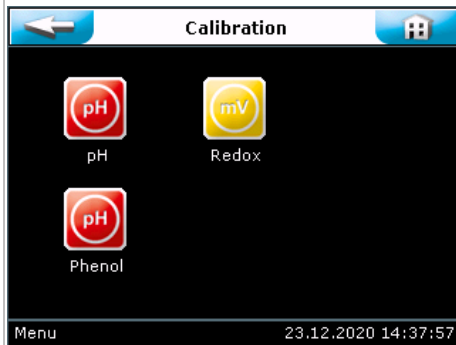 Calibration
pH mV
pH Redox
pH
Phenol
Menu 23.12.2020 14:37:57